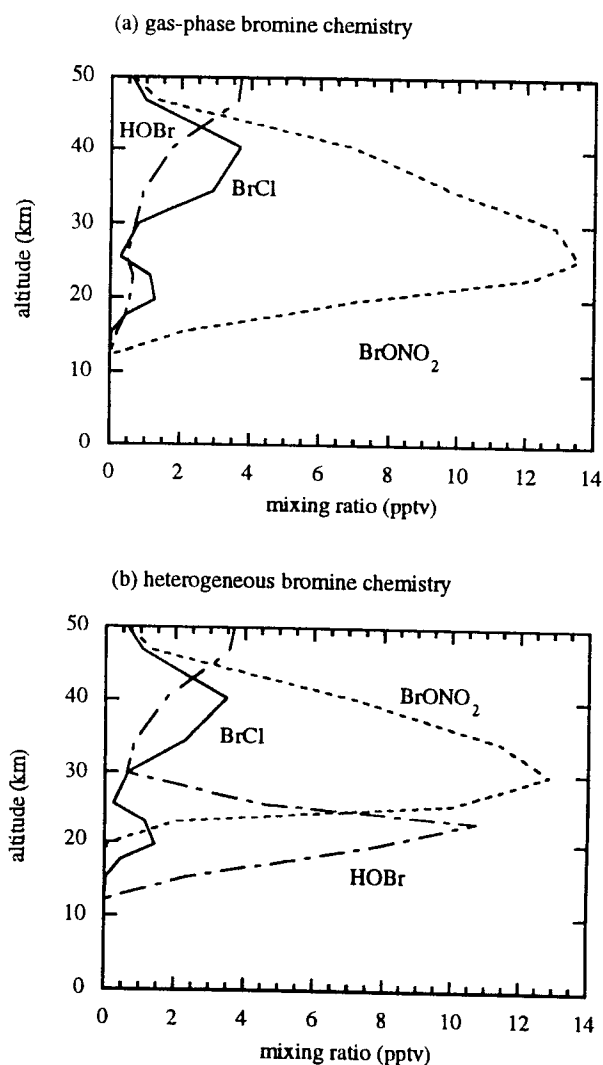 (a) gas-phase bromine chemistry
50
40
30
20
10
0
altitude (km)
HOBr
BrCl
BrONO2
0 2 4 6 8 10 12 14
mixing ratio (pptv)
(b) heterogeneous bromine chemistry
50
40
30
20
10
0
altitude (km)
BrONO2
BrCl
HOBr
0 2 4 6 8 10 12 14
mixing ratio (pptv)